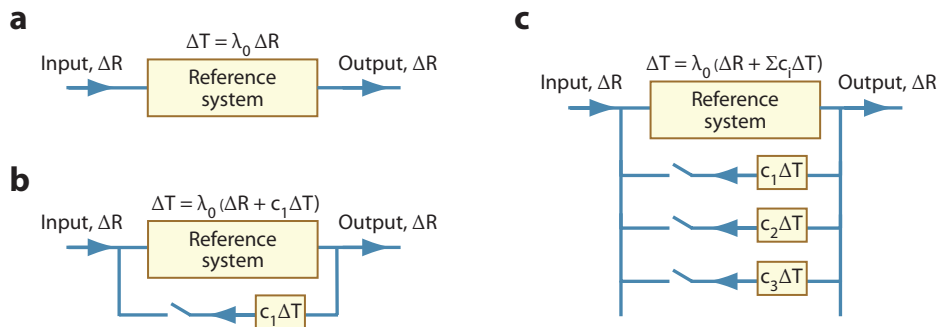 a
ΔT = λ₀ ΔR
Input, ΔR
Output, ΔR
Reference
system
b
ΔT = λ₀ (ΔR + c₁ΔT)
Input, ΔR
Output, ΔR
Reference
system
c₁ΔT
c
ΔT = λ₀ (ΔR + Σcᵢ ΔT)
Input, ΔR
Output, ΔR
Reference
system
c₁ΔT
c₂ΔT
c₃ΔT